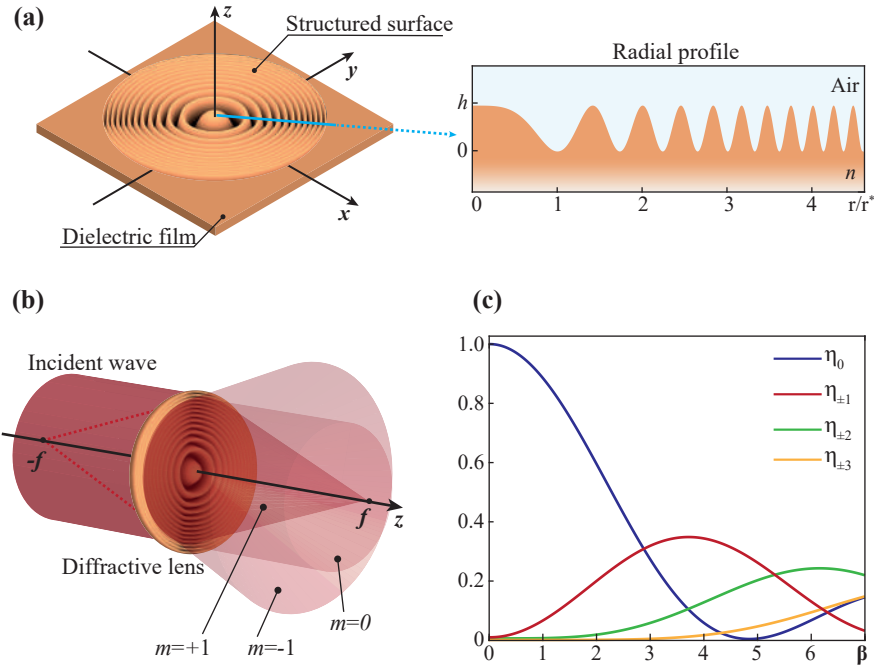 (a)
z
Structured surface
y
x
Dielectric film
Radial profile
Air
h
0
n
0
1
2
3
4
r/r*
(b)
Incident wave
-f
f
z
Diffractive lens
m=+1
m=-1
m=0
(c)
1.0
0.8
0.6
0.4
0.2
0
η0
η±1
η±2
η±3
0
1
2
3
4
5
6
7
β